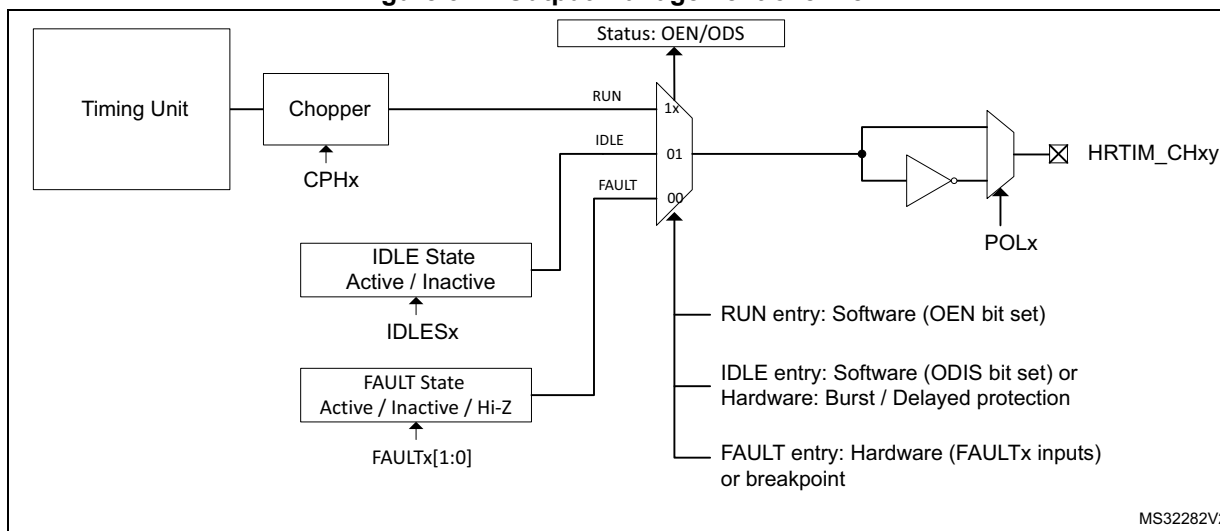 Status: OEN/ODS
Timing Unit
Chopper
RUN
1x
IDLE
01
HRTIM_CHxy
CPHx
FAULT
00
POLx
IDLE State
Active / Inactive
IDLESx
RUN entry: Software (OEN bit set)
FAULT State
Active / Inactive / Hi-Z
IDLE entry: Software (ODIS bit set) or
Hardware: Burst / Delayed protection
FAULTx[1:0]
FAULT entry: Hardware (FAULTx inputs)
or breakpoint